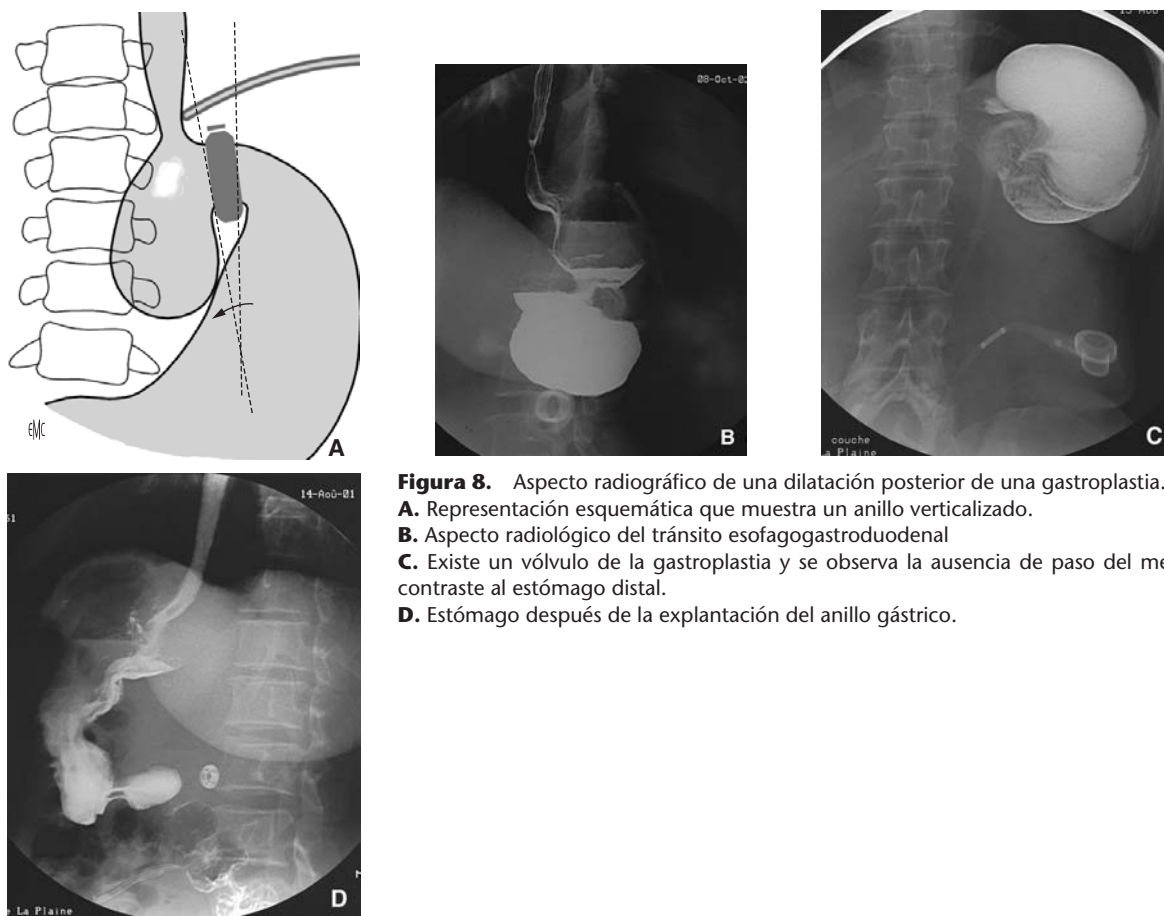 EMC
A
08-Oct-02
B
couche
a Plaine
C
14-Aoû-01
61
e La Plaine
D
Figura 8. Aspecto radiográfico de una dilatación posterior de una gastroplastia.
A. Representación esquemática que muestra un anillo verticalizado.
B. Aspecto radiológico del tránsito esofagogastroduodenal
C. Existe un vólvulo de la gastroplastia y se observa la ausencia de paso del me
contraste al estómago distal.
D. Estómago después de la explantación del anillo gástrico.